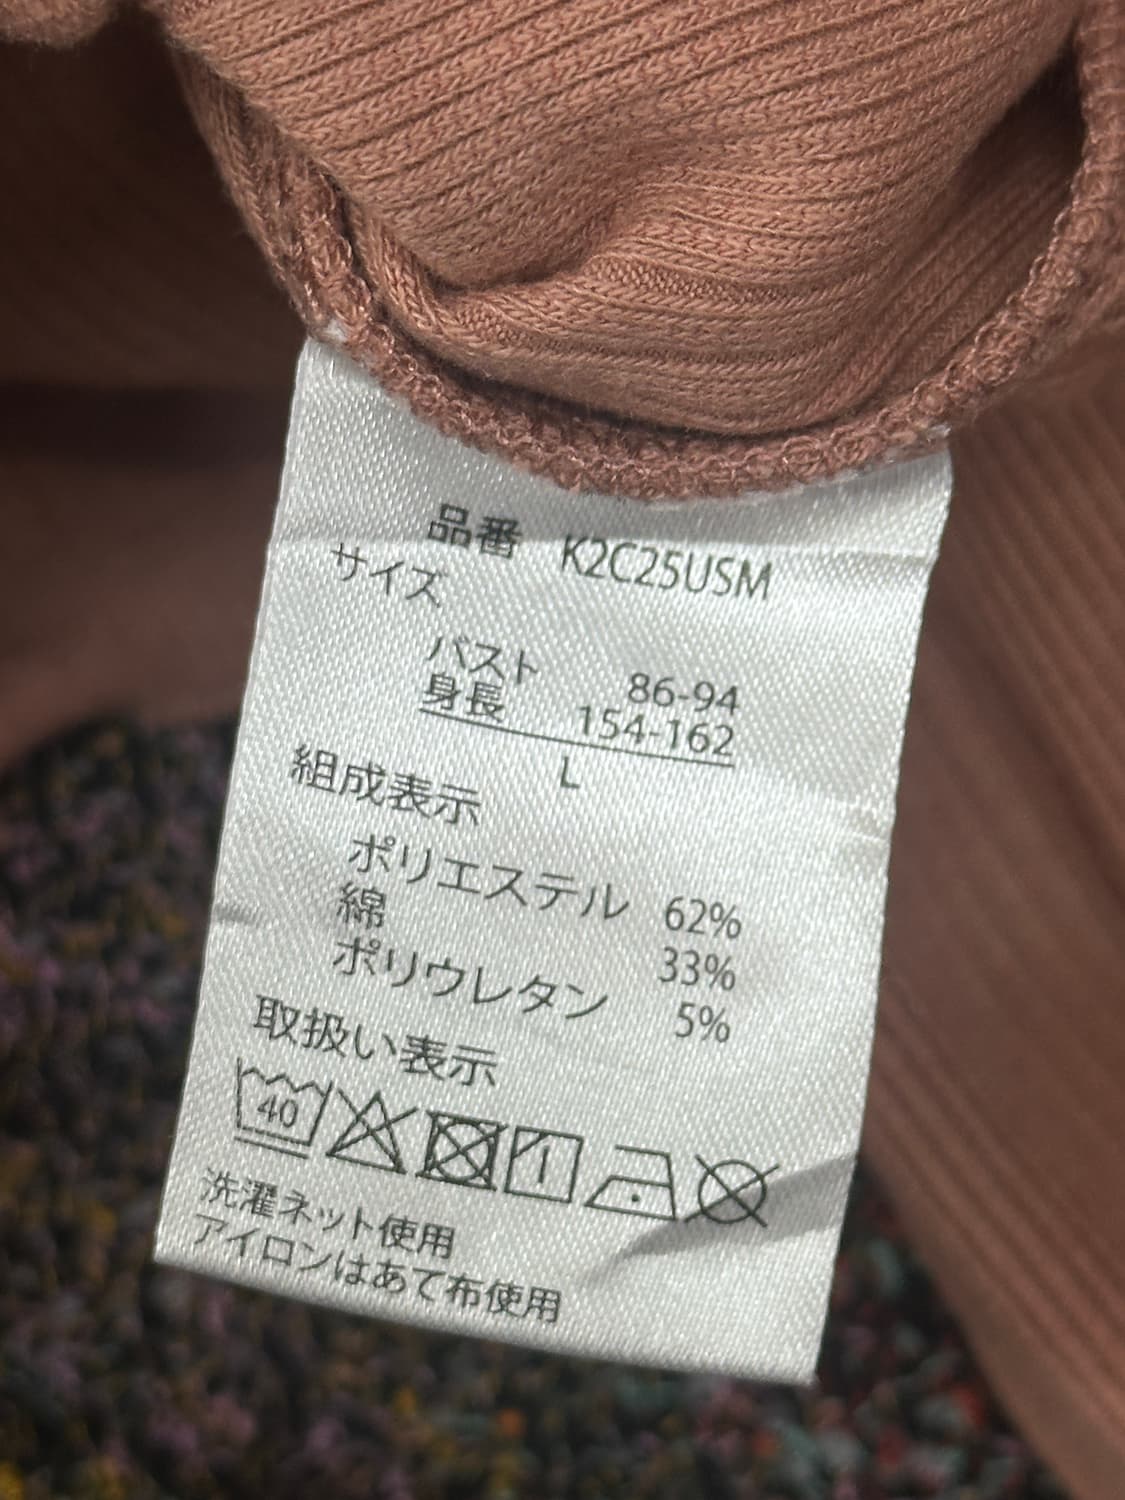 品番 K2C25USM
サイズ
バスト 86-94
身長 154-162
L
組成表示
ポリエステル 62%
綿 33%
ポリウレタン 5%
取扱い表示
40
洗濯ネット使用
アイロンはあて布使用